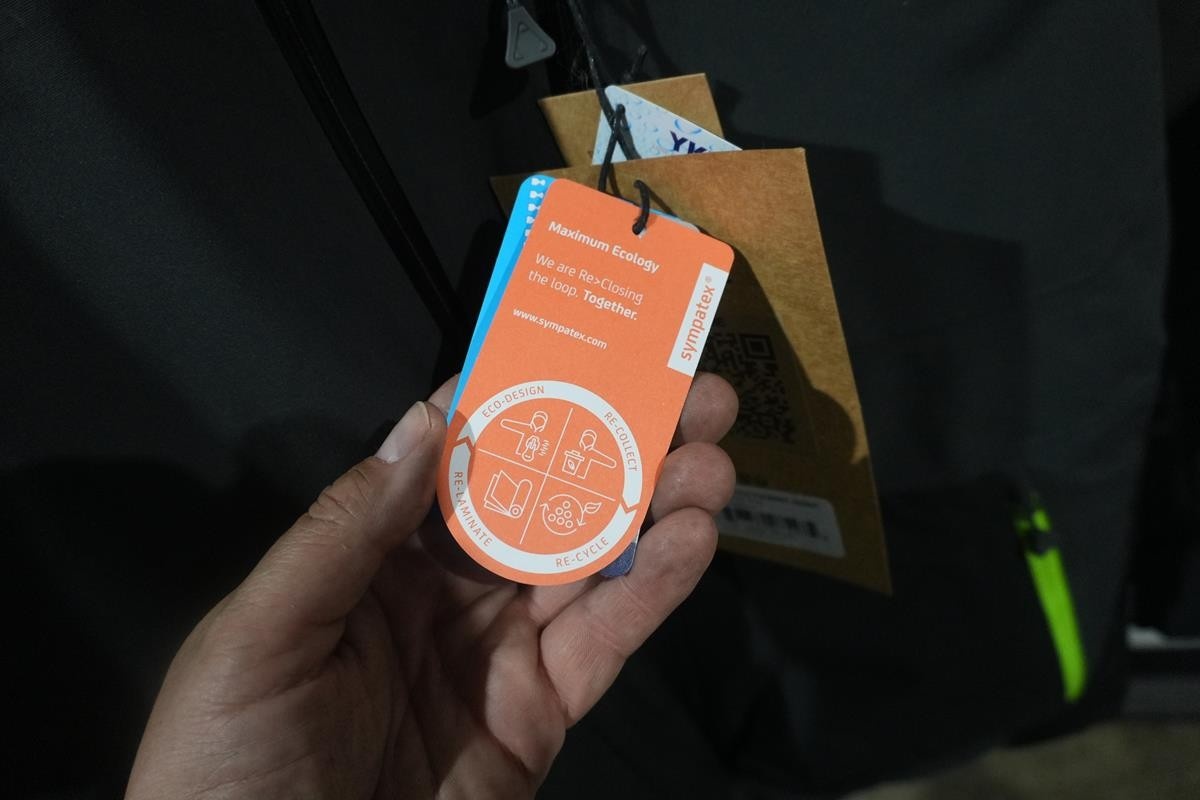 Maximum Ecology
We are Re>Closing
the loop. Together.
www.sympatex.com
sympatex®
ECO-DESIGN
RE-COLLECT
RE-CYCLE
RE-LAMINATE